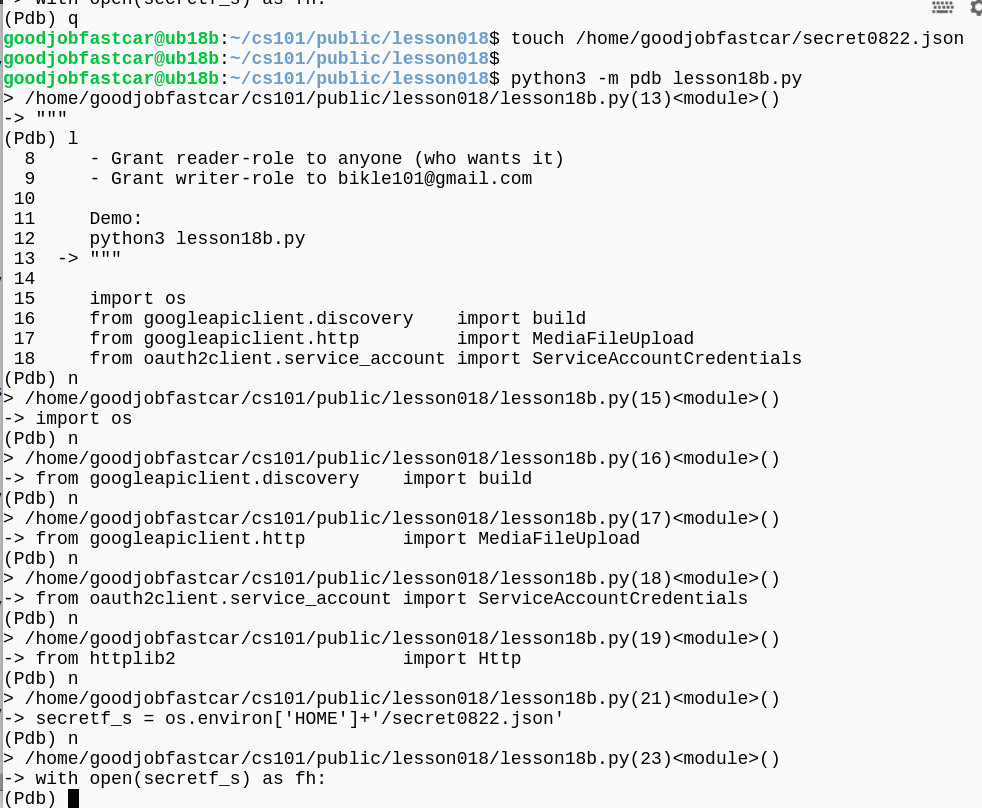 > with open(secretf_s) as fh:
(Pdb) q
goodjobfastcar@ub18b:~/cs101/public/lesson018$ touch /home/goodjobfastcar/secret0822.json
goodjobfastcar@ub18b:~/cs101/public/lesson018$
goodjobfastcar@ub18b:~/cs101/public/lesson018$ python3 -m pdb lesson18b.py
> /home/goodjobfastcar/cs101/public/lesson018/lesson18b.py(13)<module>()
-> """
(Pdb) l
  8     - Grant reader-role to anyone (who wants it)
  9     - Grant writer-role to bikle101@gmail.com
 10
 11     Demo:
 12     python3 lesson18b.py
 13  -> """
 14
 15     import os
 16     from googleapiclient.discovery    import build
 17     from googleapiclient.http         import MediaFileUpload
 18     from oauth2client.service_account import ServiceAccountCredentials
(Pdb) n
> /home/goodjobfastcar/cs101/public/lesson018/lesson18b.py(15)<module>()
-> import os
(Pdb) n
> /home/goodjobfastcar/cs101/public/lesson018/lesson18b.py(16)<module>()
-> from googleapiclient.discovery    import build
(Pdb) n
> /home/goodjobfastcar/cs101/public/lesson018/lesson18b.py(17)<module>()
-> from googleapiclient.http         import MediaFileUpload
(Pdb) n
> /home/goodjobfastcar/cs101/public/lesson018/lesson18b.py(18)<module>()
-> from oauth2client.service_account import ServiceAccountCredentials
(Pdb) n
> /home/goodjobfastcar/cs101/public/lesson018/lesson18b.py(19)<module>()
-> from httplib2                     import Http
(Pdb) n
> /home/goodjobfastcar/cs101/public/lesson018/lesson18b.py(21)<module>()
-> secretf_s = os.environ['HOME']+'/secret0822.json'
(Pdb) n
> /home/goodjobfastcar/cs101/public/lesson018/lesson18b.py(23)<module>()
-> with open(secretf_s) as fh:
(Pdb)